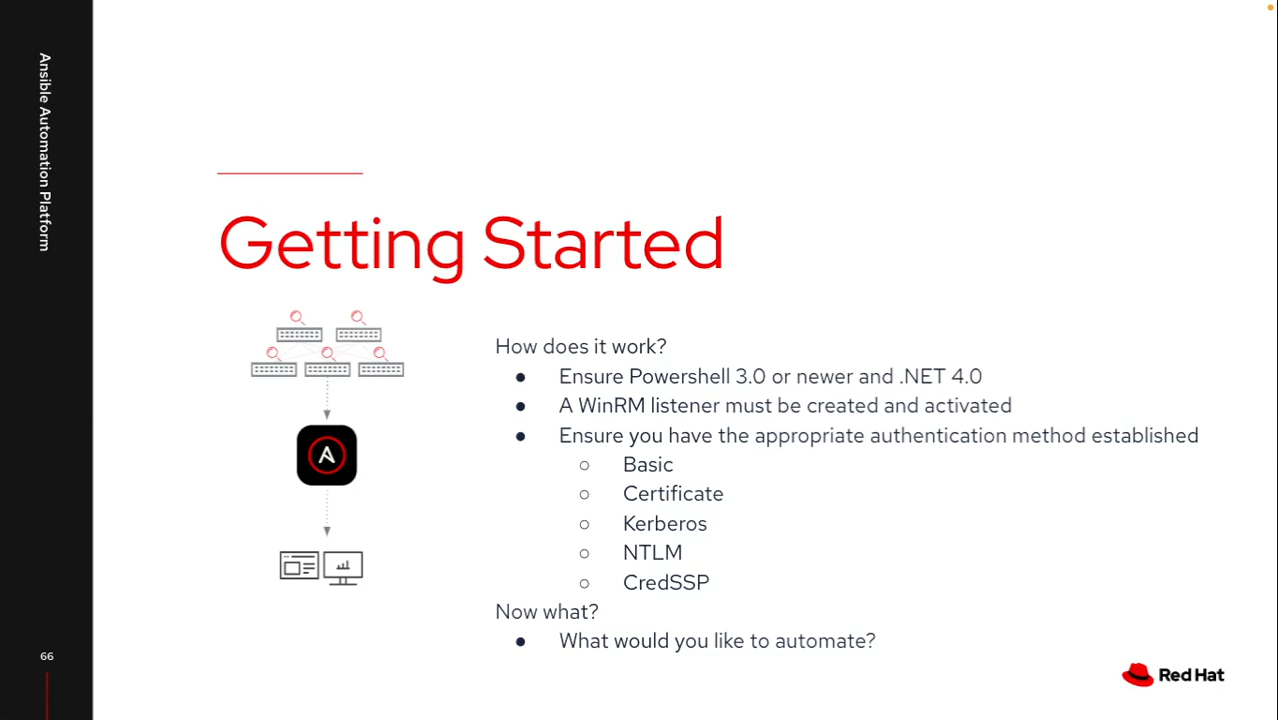 Ansible Automation Platform
Getting Started
How does it work?
● Ensure Powershell 3.0 or newer and .NET 4.0
● A WinRM listener must be created and activated
● Ensure you have the appropriate authentication method established
○ Basic
○ Certificate
○ Kerberos
○ NTLM
○ CredSSP
Now what?
● What would you like to automate?
66
Red Hat